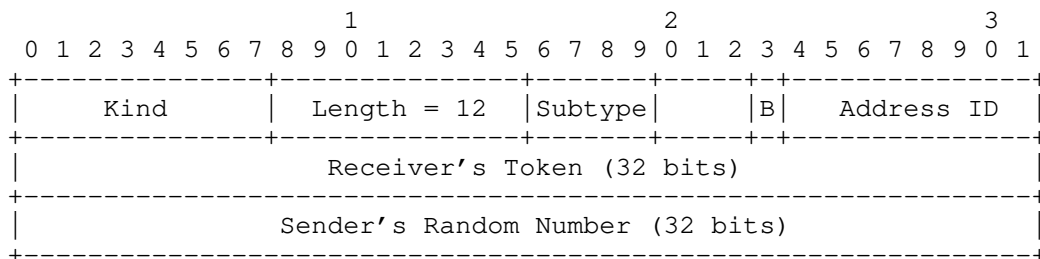 1                   2                   3
 0 1 2 3 4 5 6 7 8 9 0 1 2 3 4 5 6 7 8 9 0 1 2 3 4 5 6 7 8 9 0 1
+---------------+---------------+-------+-----+-+---------------+
|     Kind      |  Length = 12  |Subtype|     |B|   Address ID  |
+---------------+---------------+-------+-----+-+---------------+
|                   Receiver's Token (32 bits)                  |
+---------------------------------------------------------------+
|                Sender's Random Number (32 bits)               |
+---------------------------------------------------------------+